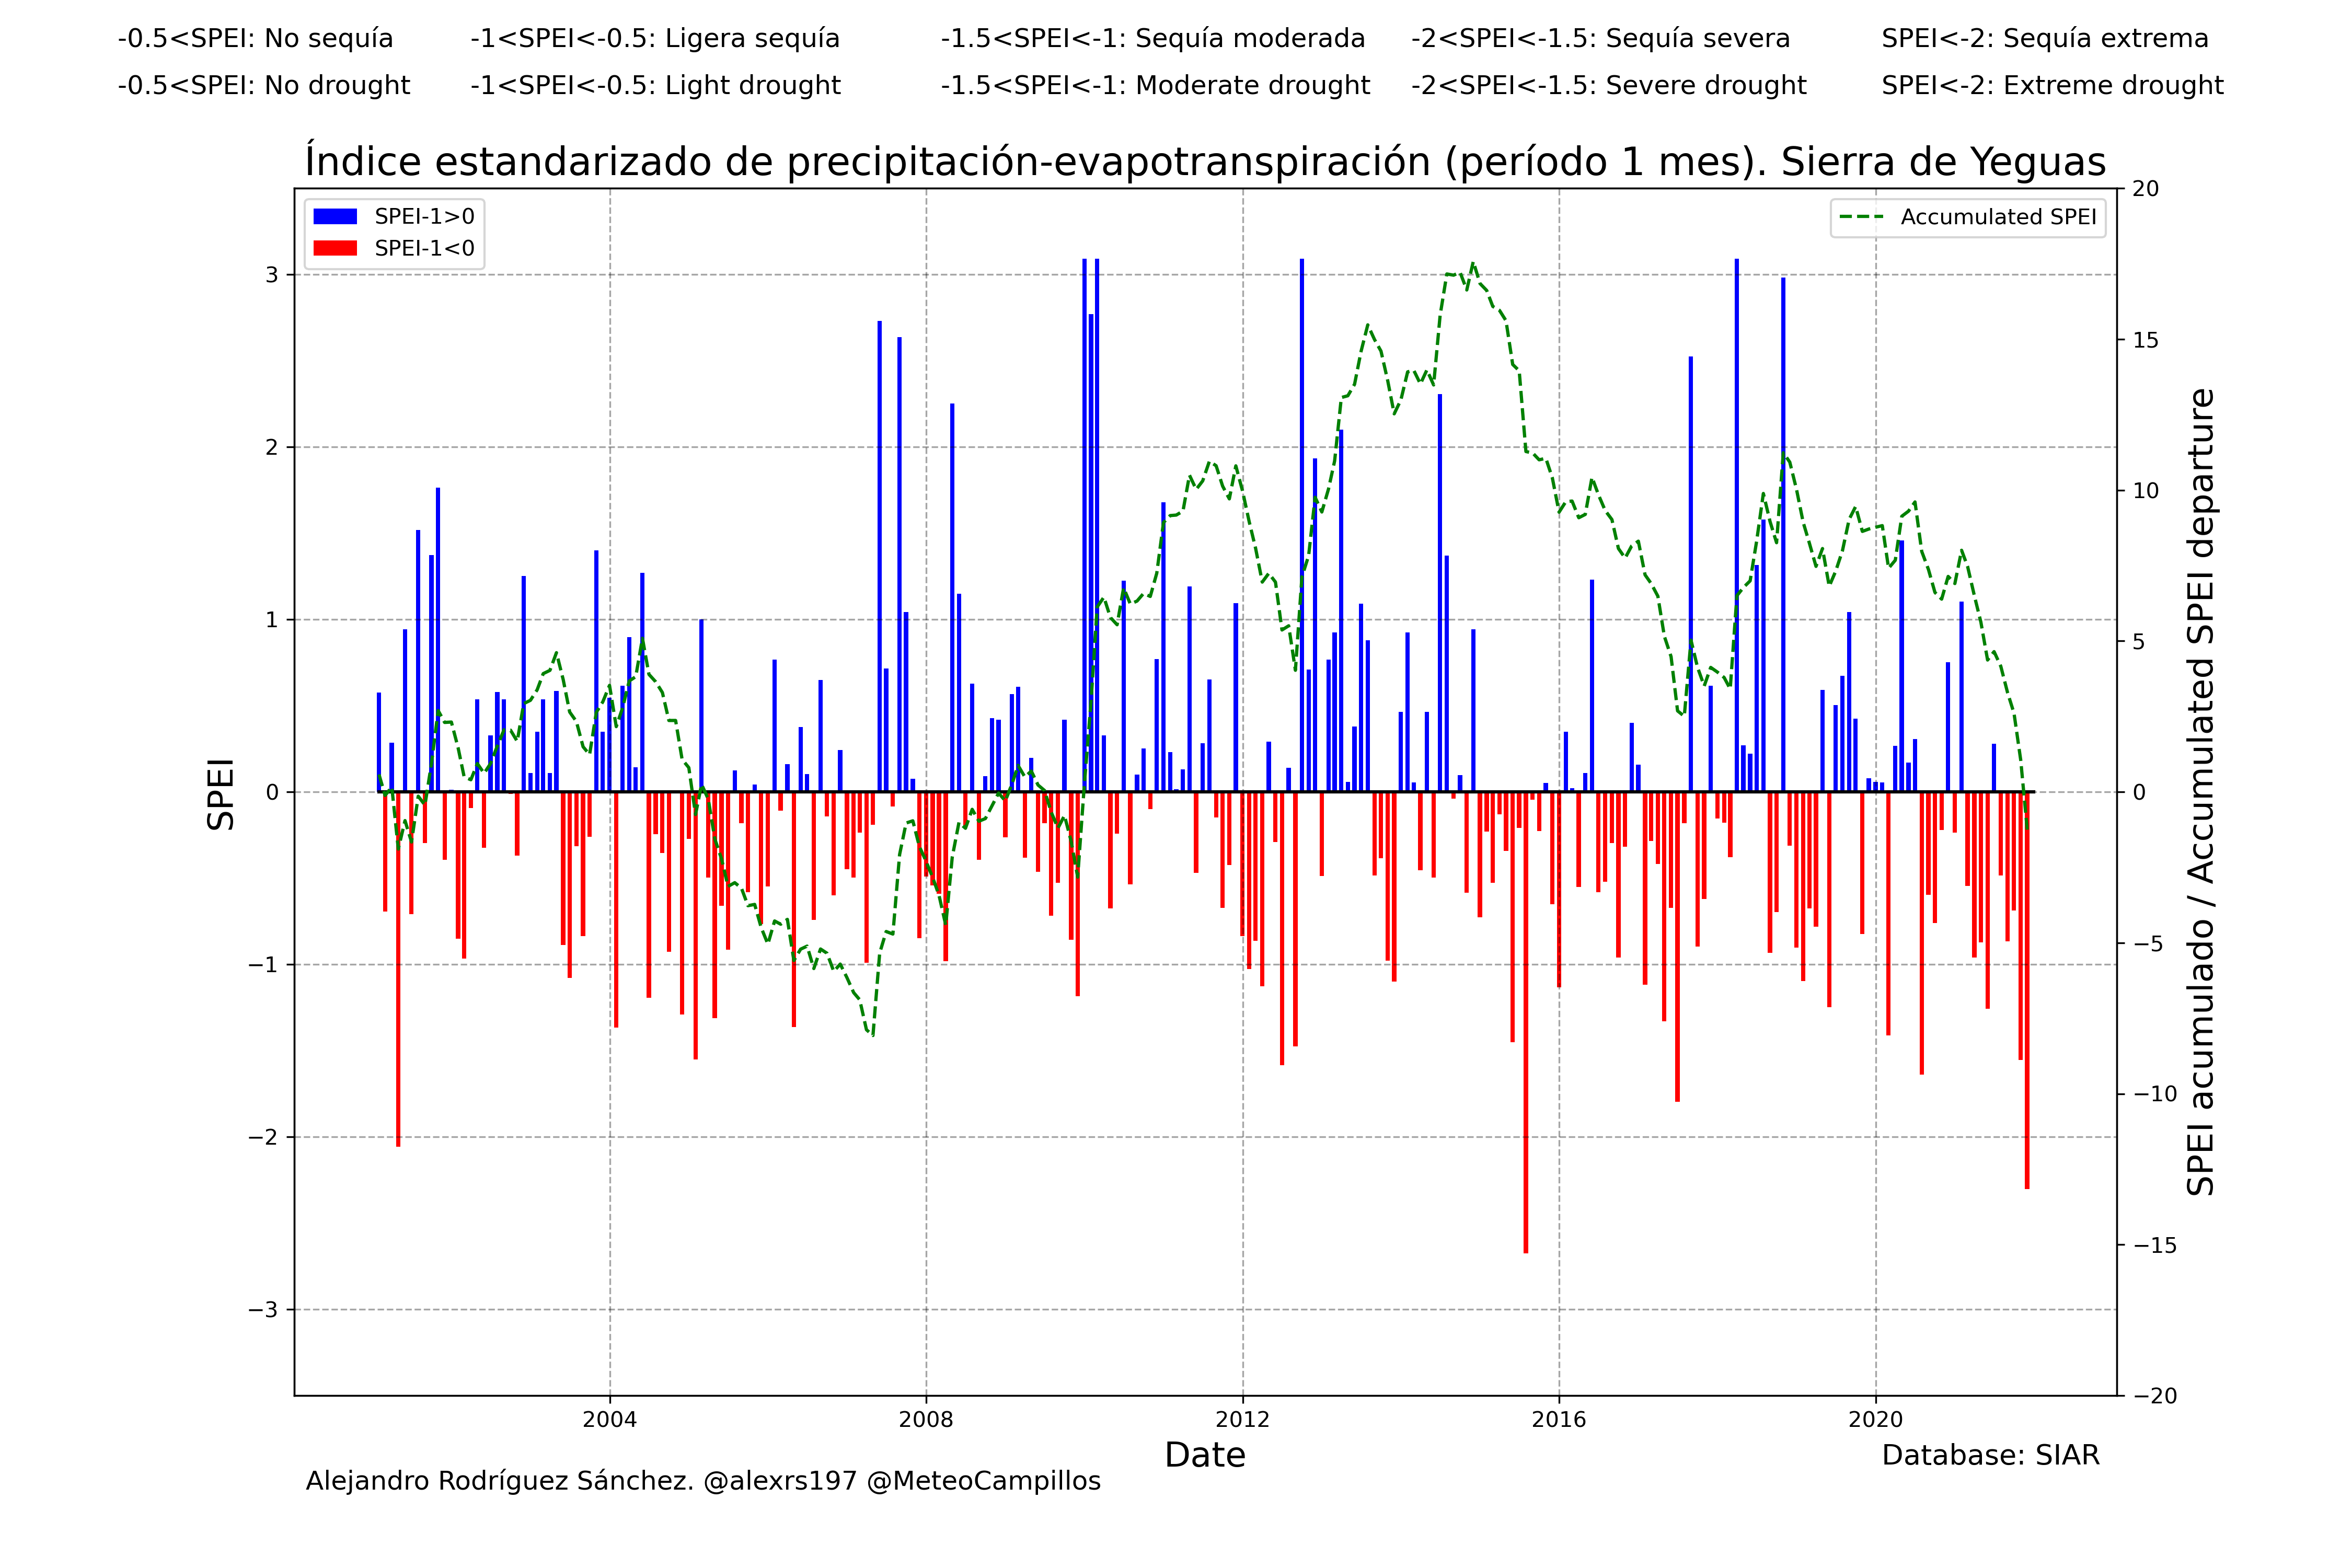 -0.5<SPEI: No sequía -1<SPEI<-0.5: Ligera sequía -1.5<SPEI<-1: Sequía moderada -2<SPEI<-1.5: Sequía severa SPEI<-2: Sequía extrema
-0.5<SPEI: No drought -1<SPEI<-0.5: Light drought -1.5<SPEI<-1: Moderate drought -2<SPEI<-1.5: Severe drought SPEI<-2: Extreme drought
Índice estandarizado de precipitación-evapotranspiración (período 1 mes). Sierra de Yeguas
SPEI-1>0
SPEI-1<0
Accumulated SPEI
SPEI
3
2
1
0
−1
−2
−3
20
15
10
5
0
−5
−10
−15
−20
SPEI acumulado / Accumulated SPEI departure
2004 2008 2012 2016 2020
Date
Database: SIAR
Alejandro Rodríguez Sánchez. @alexrs197 @MeteoCampillos